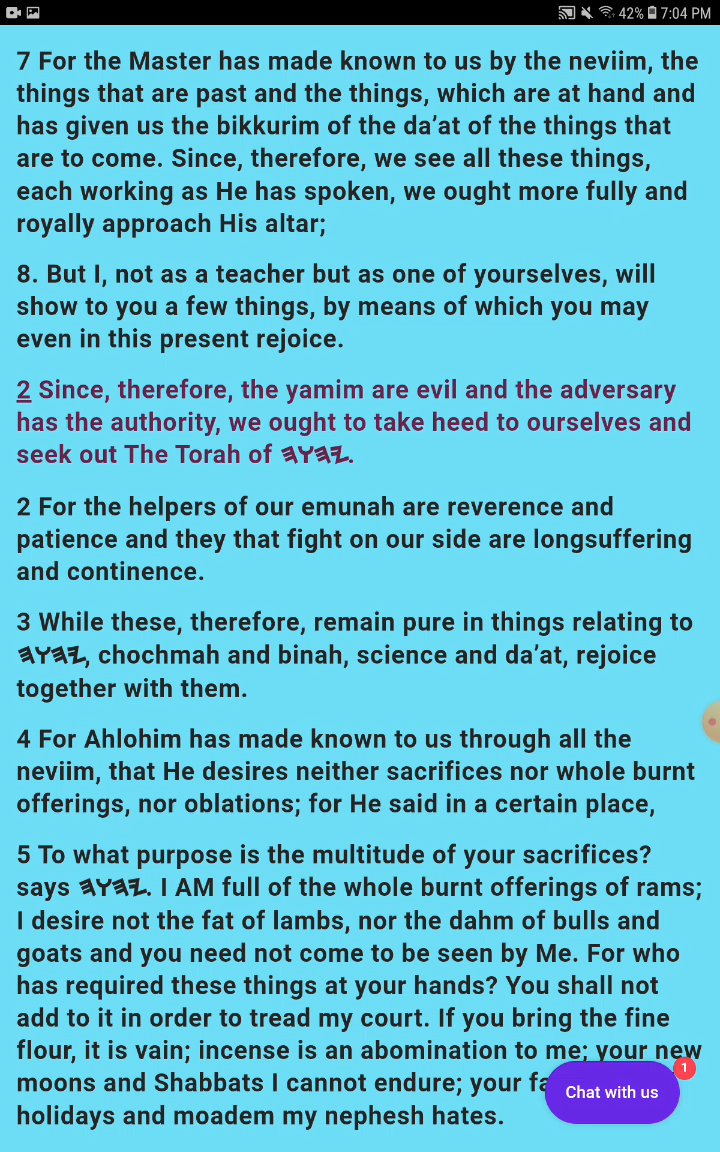 42% 7:04 PM
7 For the Master has made known to us by the neviim, the
things that are past and the things, which are at hand and
has given us the bikkurim of the da’at of the things that
are to come. Since, therefore, we see all these things,
each working as He has spoken, we ought more fully and
royally approach His altar;
8. But I, not as a teacher but as one of yourselves, will
show to you a few things, by means of which you may
even in this present rejoice.
2 Since, therefore, the yamim are evil and the adversary
has the authority, we ought to take heed to ourselves and
seek out The Torah of 𐤉𐤄𐤅𐤄.
2 For the helpers of our emunah are reverence and
patience and they that fight on our side are longsuffering
and continence.
3 While these, therefore, remain pure in things relating to
𐤉𐤄𐤅𐤄, chochmah and binah, science and da’at, rejoice
together with them.
4 For Ahlohim has made known to us through all the
neviim, that He desires neither sacrifices nor whole burnt
offerings, nor oblations; for He said in a certain place,
5 To what purpose is the multitude of your sacrifices?
says 𐤉𐤄𐤅𐤄. I AM full of the whole burnt offerings of rams;
I desire not the fat of lambs, nor the dahm of bulls and
goats and you need not come to be seen by Me. For who
has required these things at your hands? You shall not
add to it in order to tread my court. If you bring the fine
flour, it is vain; incense is an abomination to me; your new
moons and Shabbats I cannot endure; your
holidays and moadem my nephesh hates.
1
Chat with us